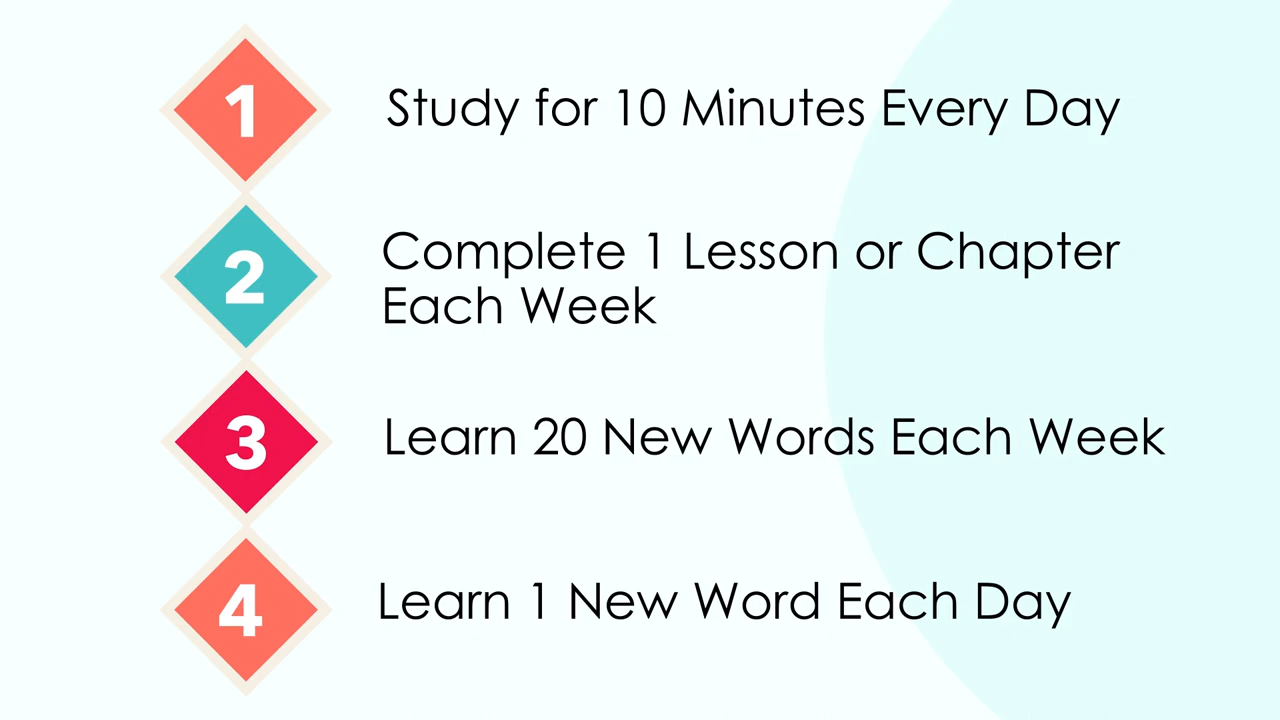 1
Study for 10 Minutes Every Day
2
Complete 1 Lesson or Chapter
Each Week
3
Learn 20 New Words Each Week
4
Learn 1 New Word Each Day